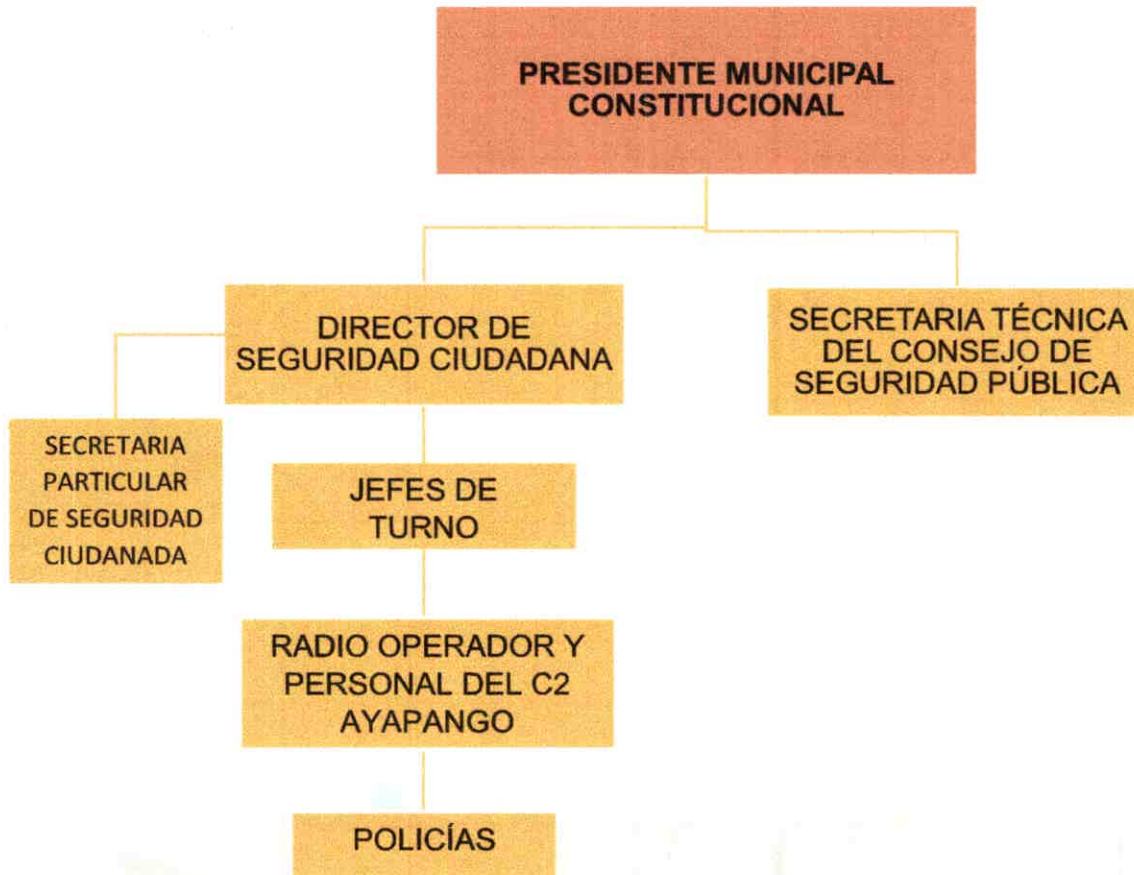 PRESIDENTE MUNICIPAL
CONSTITUCIONAL
DIRECTOR DE
SEGURIDAD CIUDADANA
SECRETARIA TÉCNICA
DEL CONSEJO DE
SEGURIDAD PÚBLICA
SECRETARIA
PARTICULAR
DE SEGURIDAD
CIUDANADA
JEFES DE
TURNO
RADIO OPERADOR Y
PERSONAL DEL C2
AYAPANGO
POLICÍAS